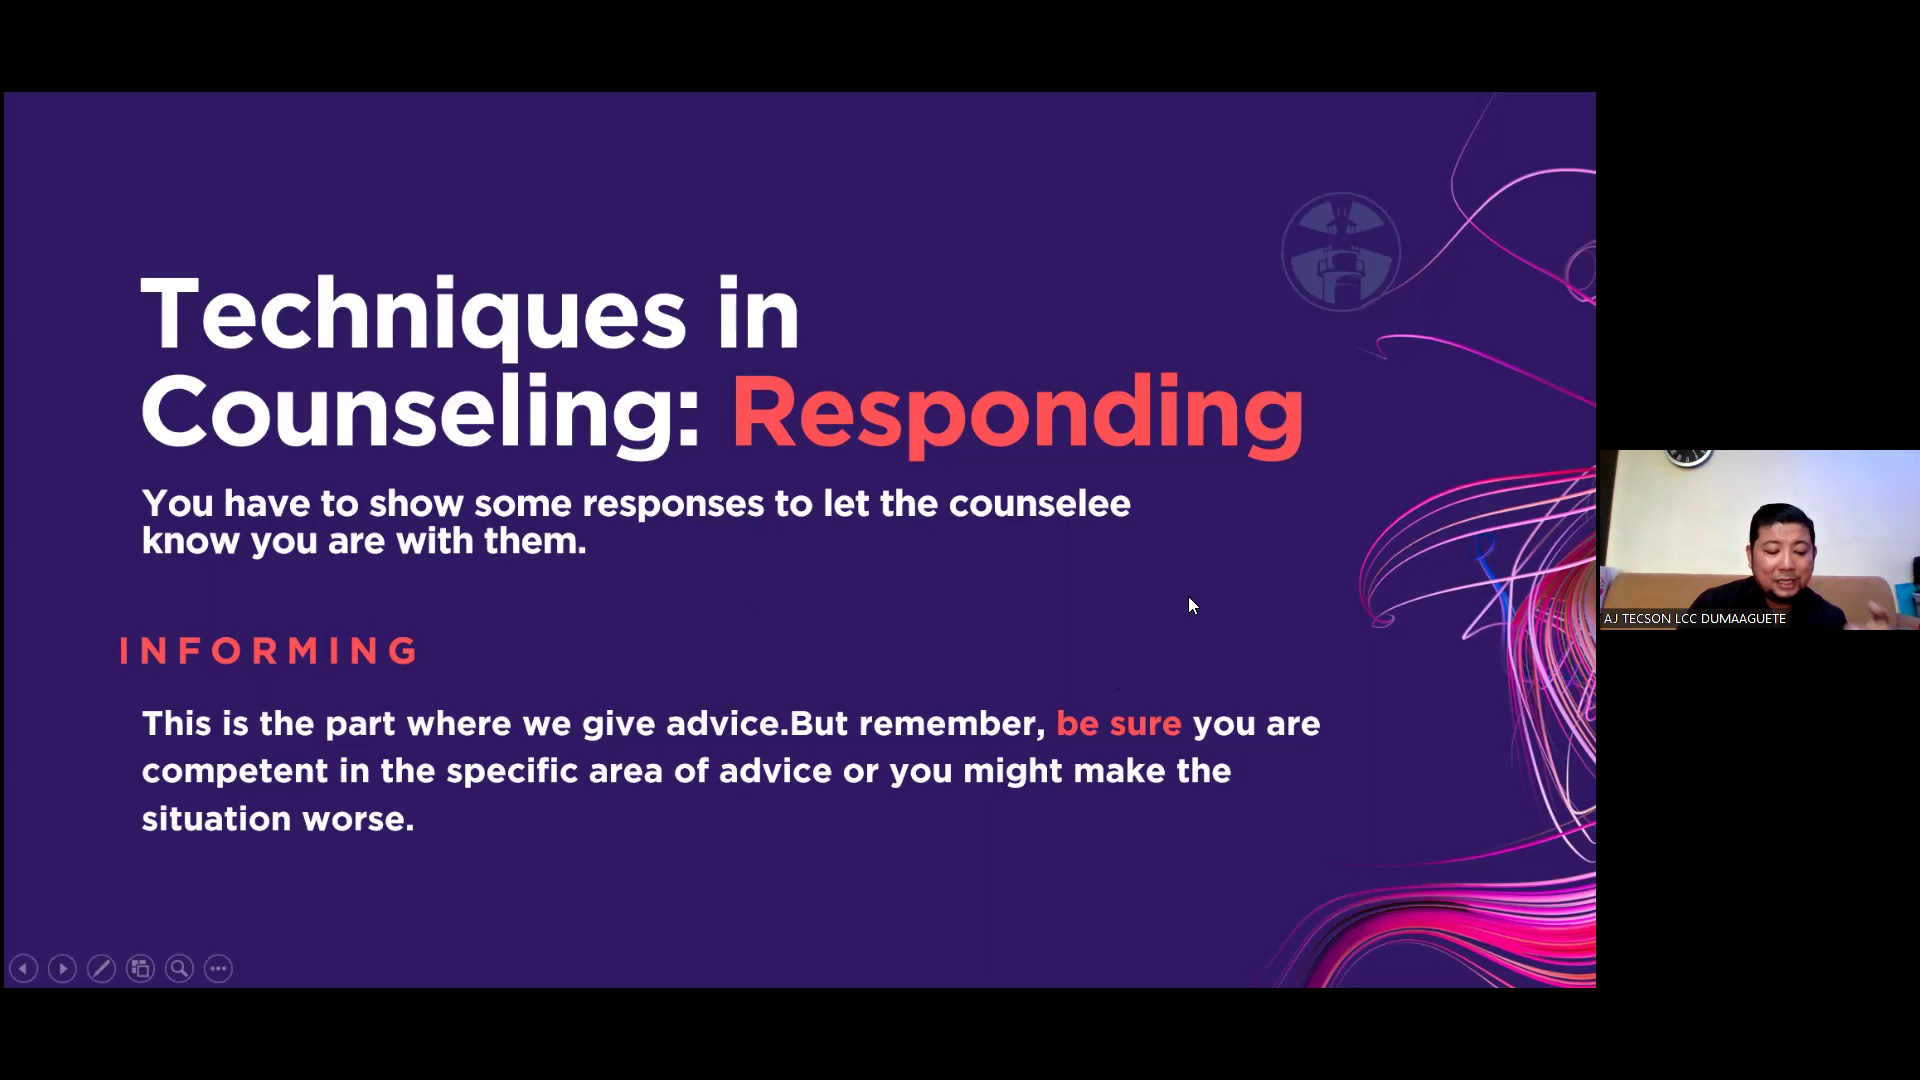 Techniques in
Counseling: Responding
You have to show some responses to let the counselee
know you are with them.
INFORMING
This is the part where we give advice.But remember, be sure you are
competent in the specific area of advice or you might make the
situation worse.
AJ TECSON LCC DUMAAGUETE